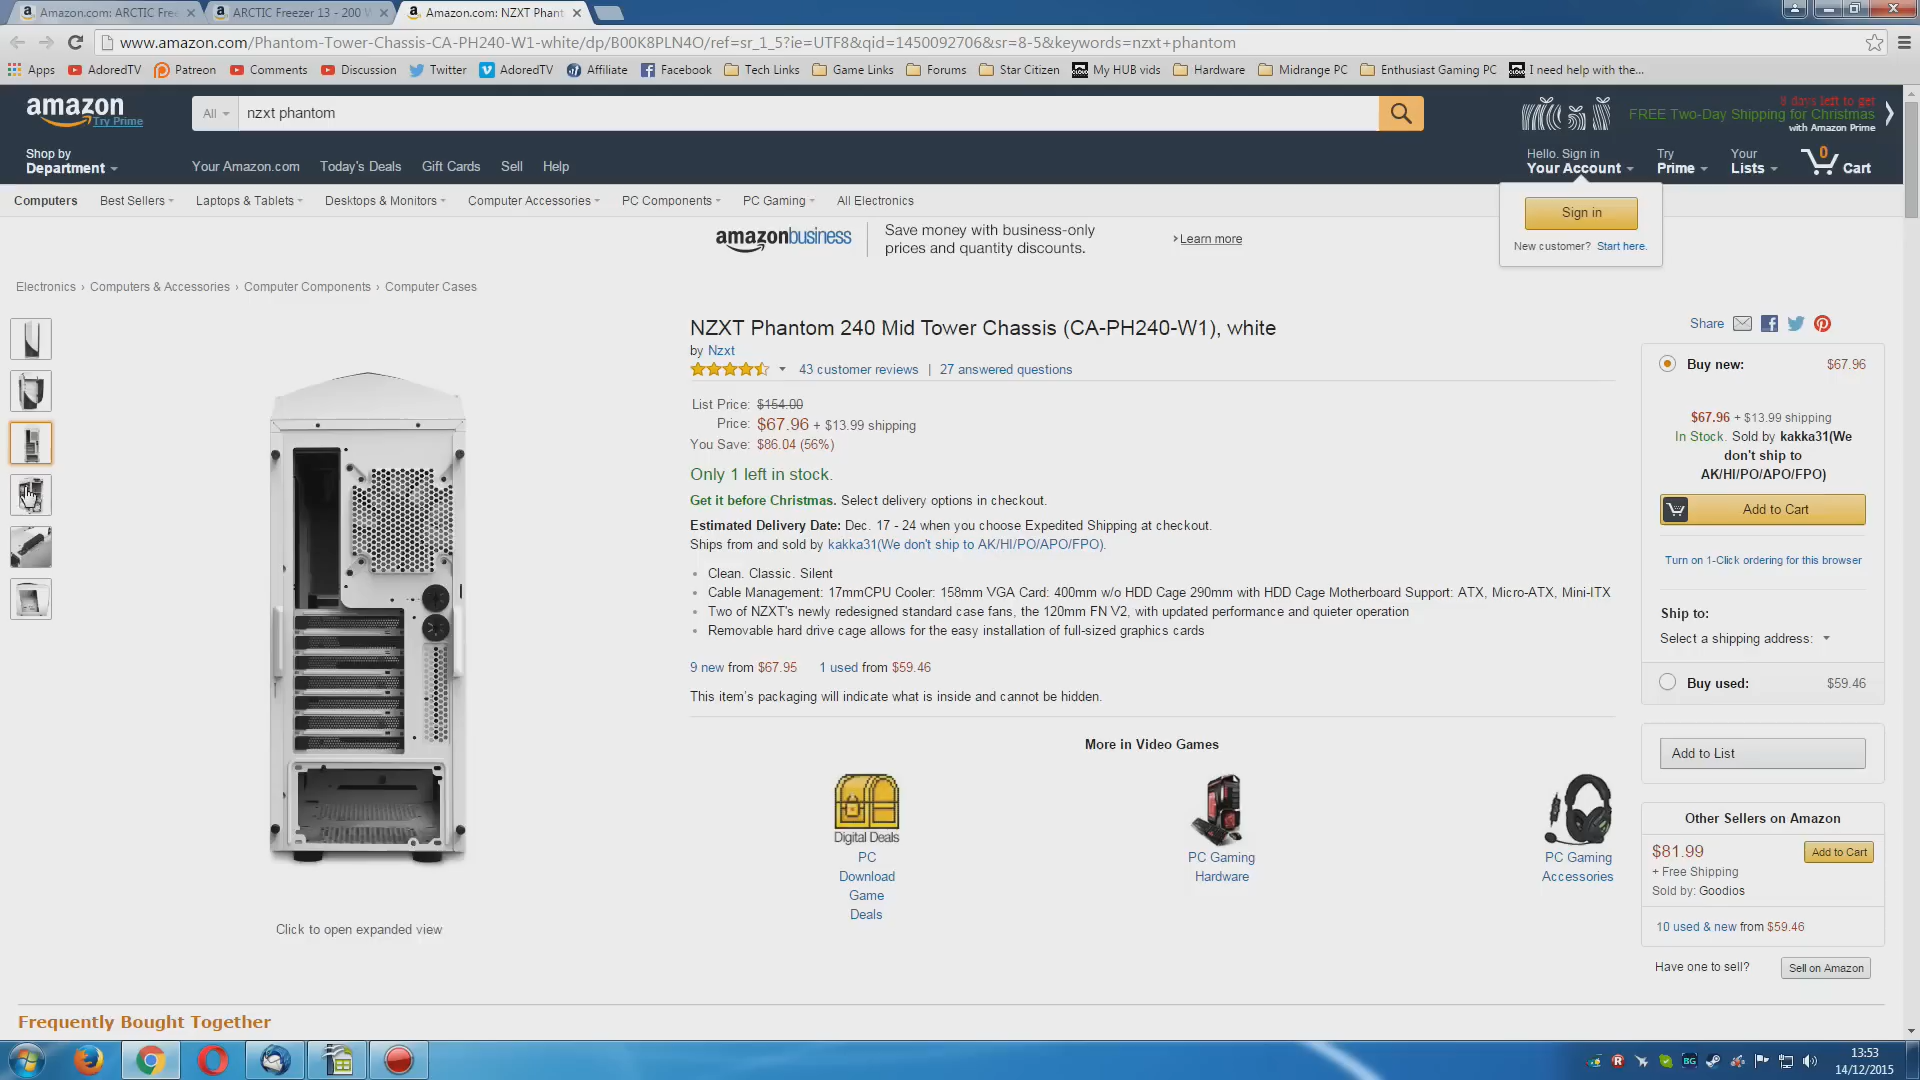 Amazon.com: ARCTIC Free
ARCTIC Freezer 13 - 200 W
Amazon.com: NZXT Phant
www.amazon.com/Phantom-Tower-Chassis-CA-PH240-W1-white/dp/B00K8PLN4O/ref=sr_1_5?ie=UTF8&qid=1450092706&sr=8-5&keywords=nzxt+phantom
Apps AdoredTV Patreon Comments Discussion Twitter AdoredTV Affiliate Facebook Tech Links Game Links Forums Star Citizen My HUB vids Hardware Midrange PC Enthusiast Gaming PC I need help with the...
amazon
Try Prime
All
nzxt phantom
8 days left to get
FREE Two-Day Shipping for Christmas
with Amazon Prime
Shop by
Department
Your Amazon.com Today's Deals Gift Cards Sell Help
Hello. Sign in
Your Account
Try
Prime
Your
Lists
0
Cart
Computers Best Sellers Laptops & Tablets Desktops & Monitors Computer Accessories PC Components PC Gaming All Electronics
Sign in
New customer? Start here.
amazonbusiness
Save money with business-only
prices and quantity discounts.
› Learn more
Electronics › Computers & Accessories › Computer Components › Computer Cases
NZXT Phantom 240 Mid Tower Chassis (CA-PH240-W1), white
by Nzxt
43 customer reviews | 27 answered questions
List Price: $154.00
Price: $67.96 + $13.99 shipping
You Save: $86.04 (56%)
Only 1 left in stock.
Get it before Christmas. Select delivery options in checkout.
Estimated Delivery Date: Dec. 17 - 24 when you choose Expedited Shipping at checkout.
Ships from and sold by kakka31(We don't ship to AK/HI/PO/APO/FPO).
• Clean. Classic. Silent
• Cable Management: 17mmCPU Cooler: 158mm VGA Card: 400mm w/o HDD Cage 290mm with HDD Cage Motherboard Support: ATX, Micro-ATX, Mini-ITX
• Two of NZXT's newly redesigned standard case fans, the 120mm FN V2, with updated performance and quieter operation
• Removable hard drive cage allows for the easy installation of full-sized graphics cards
9 new from $67.95 1 used from $59.46
This item's packaging will indicate what is inside and cannot be hidden.
More in Video Games
Digital Deals
PC
Download
Game
Deals
PC Gaming
Hardware
PC Gaming
Accessories
Click to open expanded view
Share
Buy new: $67.96
$67.96 + $13.99 shipping
In Stock. Sold by kakka31(We
don't ship to
AK/HI/PO/APO/FPO)
Add to Cart
Turn on 1-Click ordering for this browser
Ship to:
Select a shipping address:
Buy used: $59.46
Add to List
Other Sellers on Amazon
$81.99
Add to Cart
+ Free Shipping
Sold by: Goodios
10 used & new from $59.46
Have one to sell?
Sell on Amazon
Frequently Bought Together
BG
13:53
14/12/2015